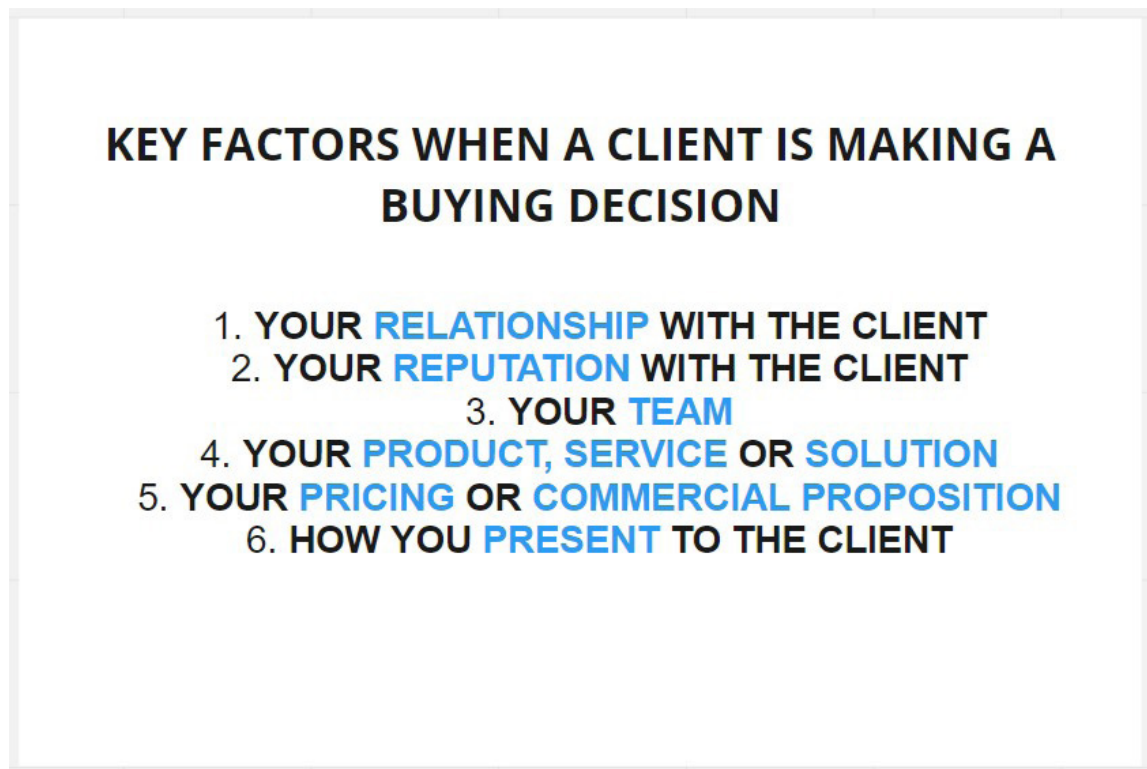 KEY FACTORS WHEN A CLIENT IS MAKING A
BUYING DECISION
1. YOUR RELATIONSHIP WITH THE CLIENT
2. YOUR REPUTATION WITH THE CLIENT
3. YOUR TEAM
4. YOUR PRODUCT, SERVICE OR SOLUTION
5. YOUR PRICING OR COMMERCIAL PROPOSITION
6. HOW YOU PRESENT TO THE CLIENT